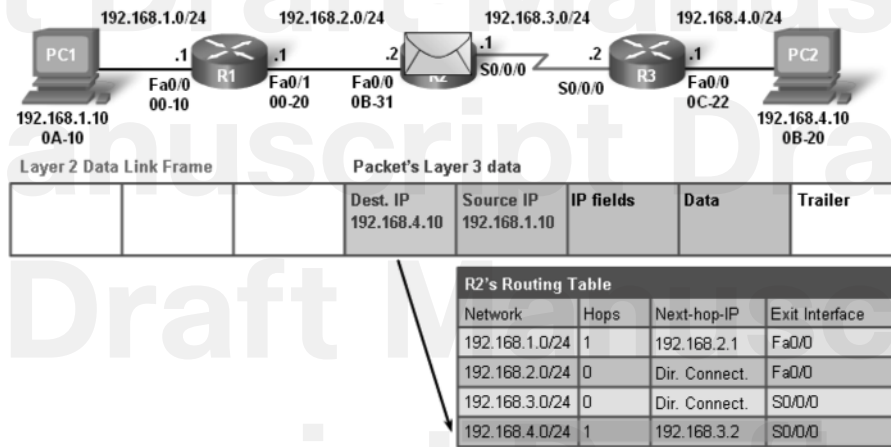 192.168.1.0/24 192.168.2.0/24 192.168.3.0/24 192.168.4.0/24
PC1 .1 R1 .1 .2 R2 .1 .2 R3 .1 PC2
Fa0/0 Fa0/1 Fa0/0 S0/0/0 S0/0/0 Fa0/0
00-10 00-20 0B-31 0C-22
192.168.1.10 192.168.4.10
0A-10 0B-20
Layer 2 Data Link Frame Packet's Layer 3 data
Dest. IP Source IP IP fields Data Trailer
192.168.4.10 192.168.1.10
R2's Routing Table
Network Hops Next-hop-IP Exit Interface
192.168.1.0/24 1 192.168.2.1 Fa0/0
192.168.2.0/24 0 Dir. Connect. Fa0/0
192.168.3.0/24 0 Dir. Connect. S0/0/0
192.168.4.0/24 1 192.168.3.2 S0/0/0
anuscript Dra
Draft Manusc